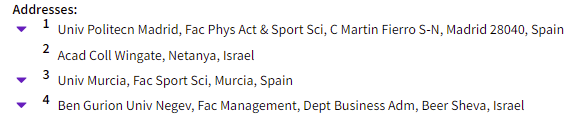 Addresses:
1 Univ Politecn Madrid, Fac Phys Act & Sport Sci, C Martin Fierro S-N, Madrid 28040, Spain
2 Acad Coll Wingate, Netanya, Israel
3 Univ Murcia, Fac Sport Sci, Murcia, Spain
4 Ben Gurion Univ Negev, Fac Management, Dept Business Adm, Beer Sheva, Israel